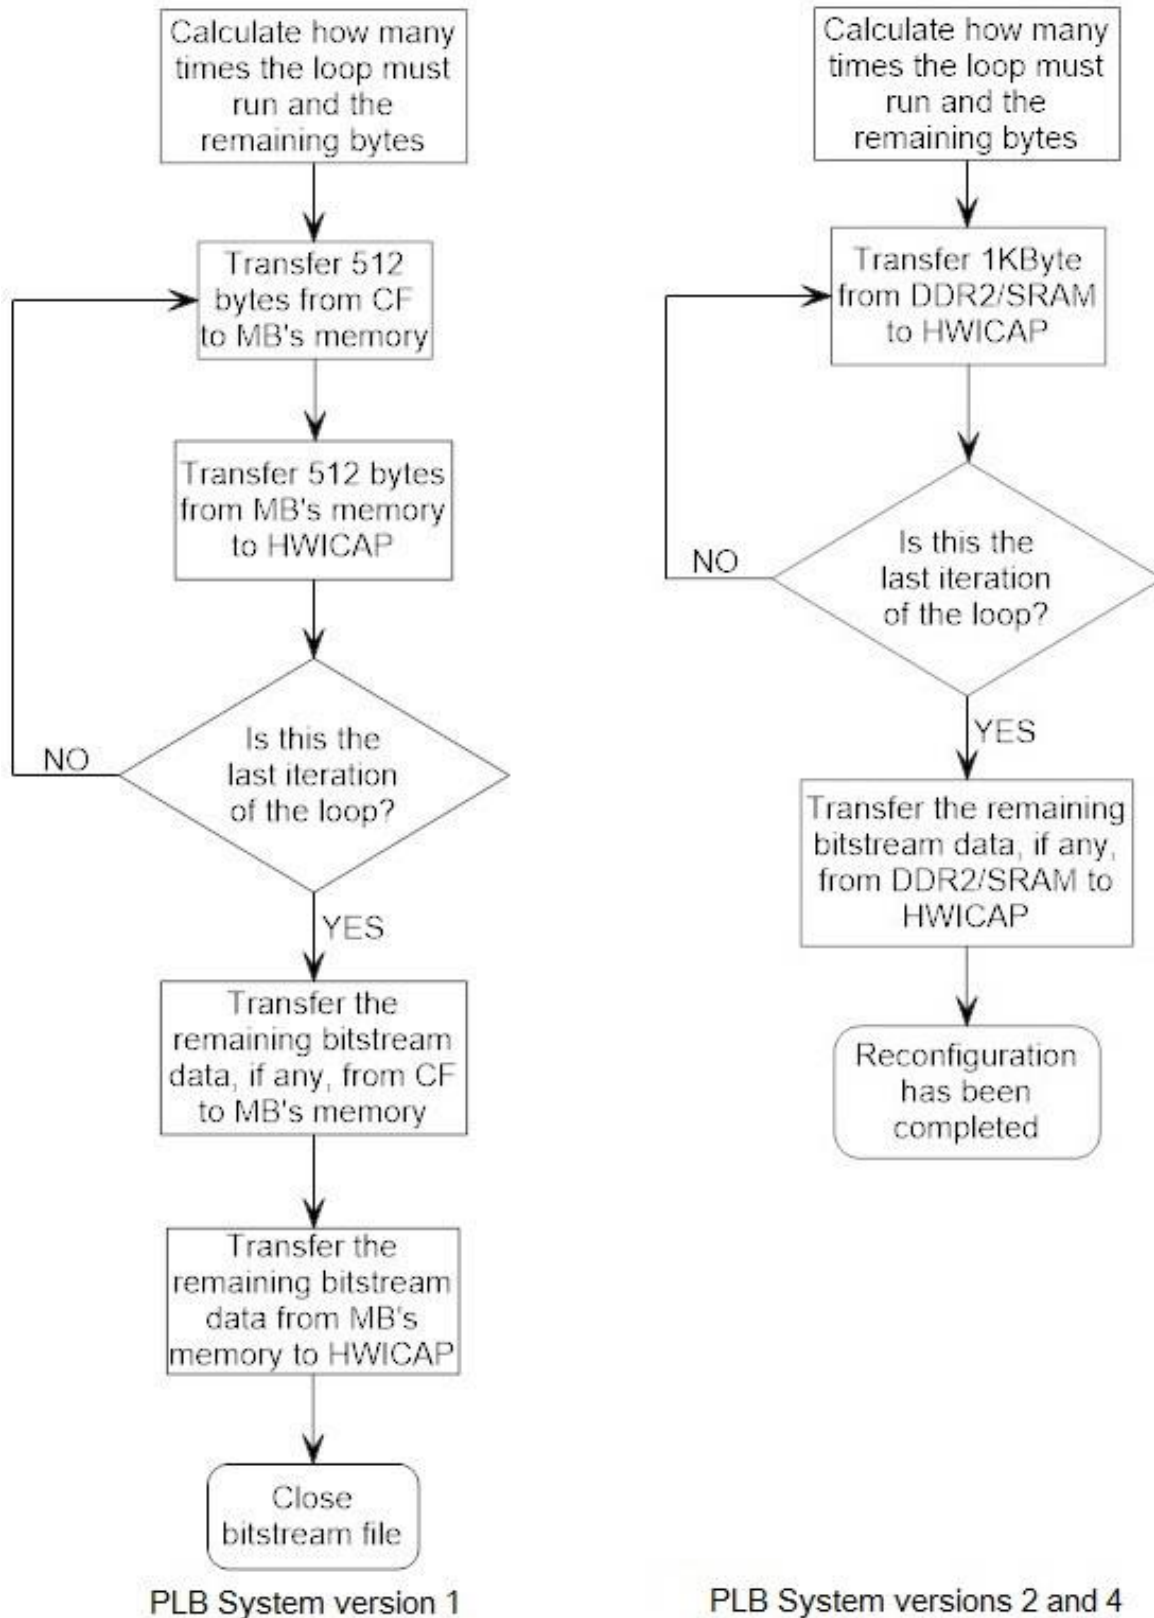 Calculate how many
times the loop must
run and the
remaining bytes
Transfer 512
bytes from CF
to MB's memory
Transfer 512 bytes
from MB's memory
to HWICAP
Is this the
last iteration
of the loop?
NO
YES
Transfer the
remaining bitstream
data, if any, from CF
to MB's memory
Transfer the
remaining bitstream
data from MB's
memory to HWICAP
Close
bitstream file
PLB System version 1
Calculate how many
times the loop must
run and the
remaining bytes
Transfer 1KByte
from DDR2/SRAM
to HWICAP
Is this the
last iteration
of the loop?
NO
YES
Transfer the remaining
bitstream data, if any,
from DDR2/SRAM to
HWICAP
Reconfiguration
has been
completed
PLB System versions 2 and 4